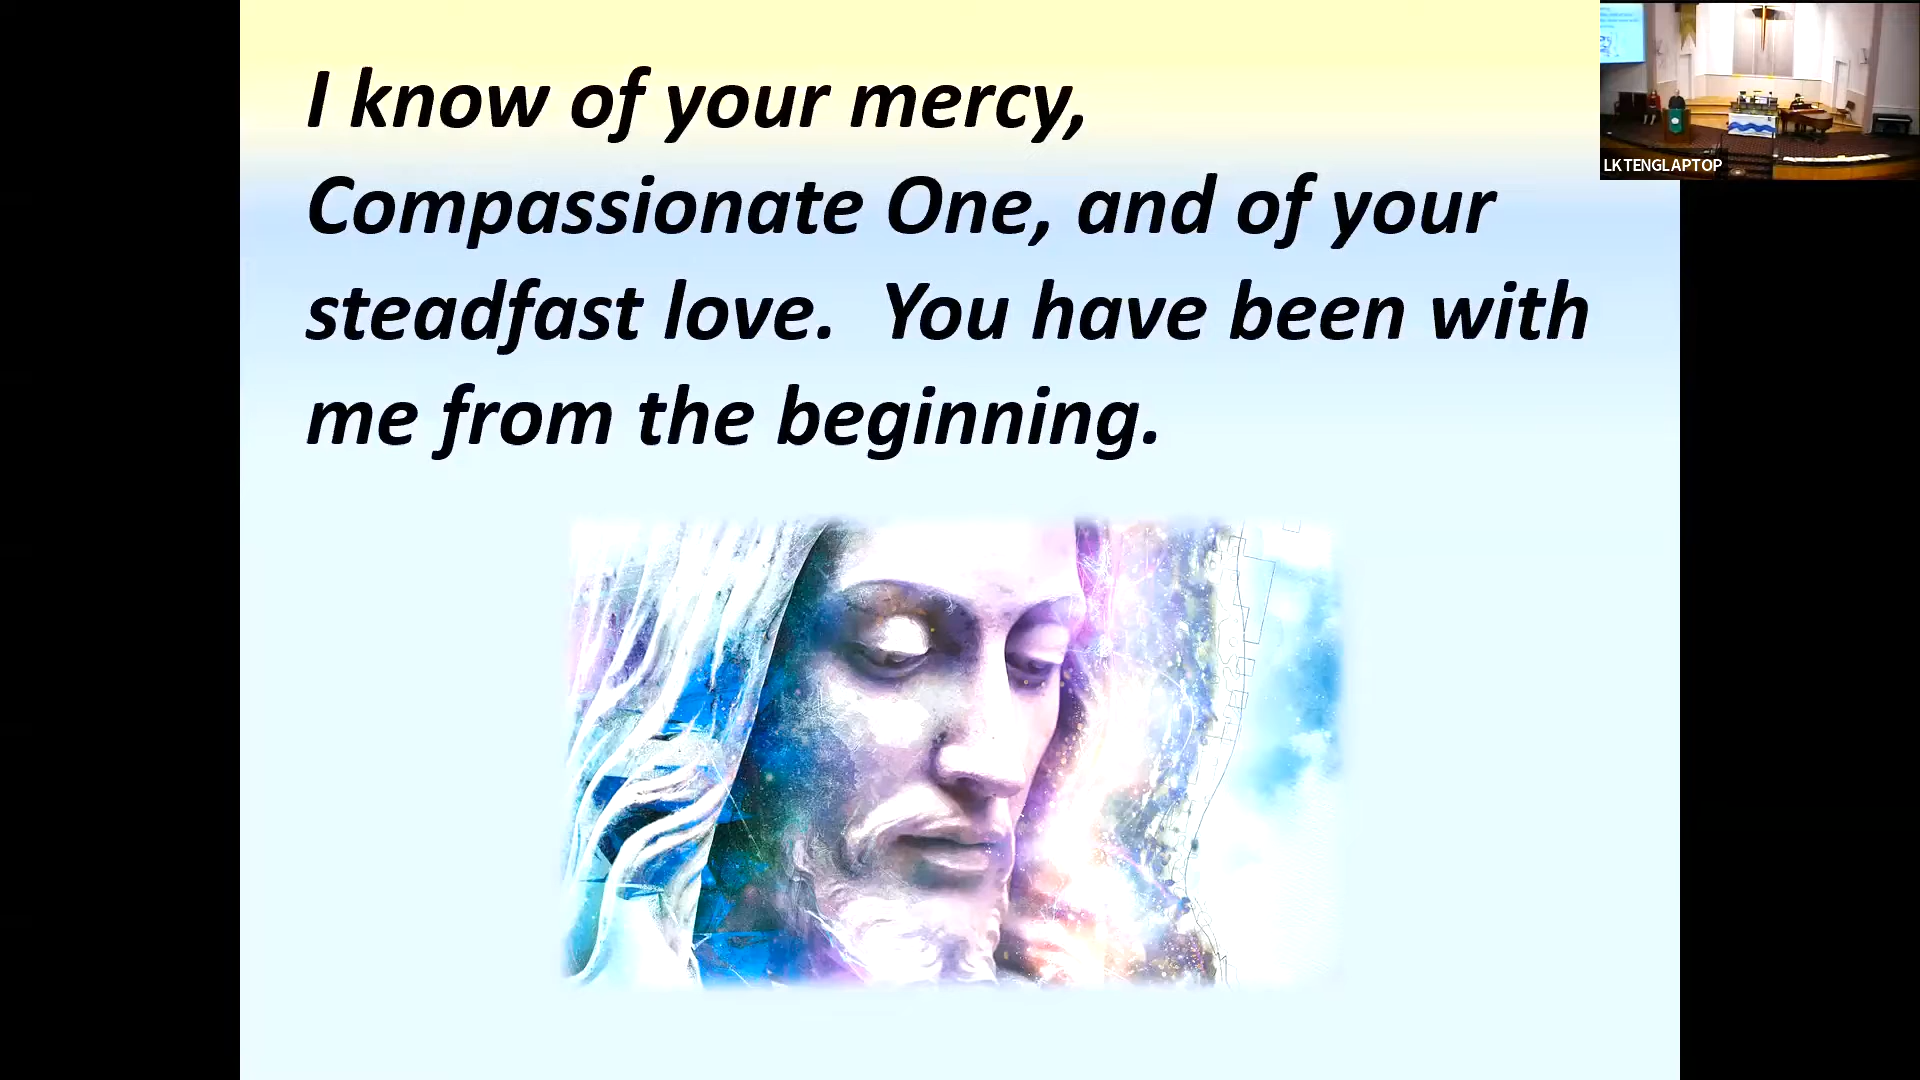 I know of your mercy,
Compassionate One, and of your
steadfast love.  You have been with
me from the beginning.
LKTENGLAPTOP